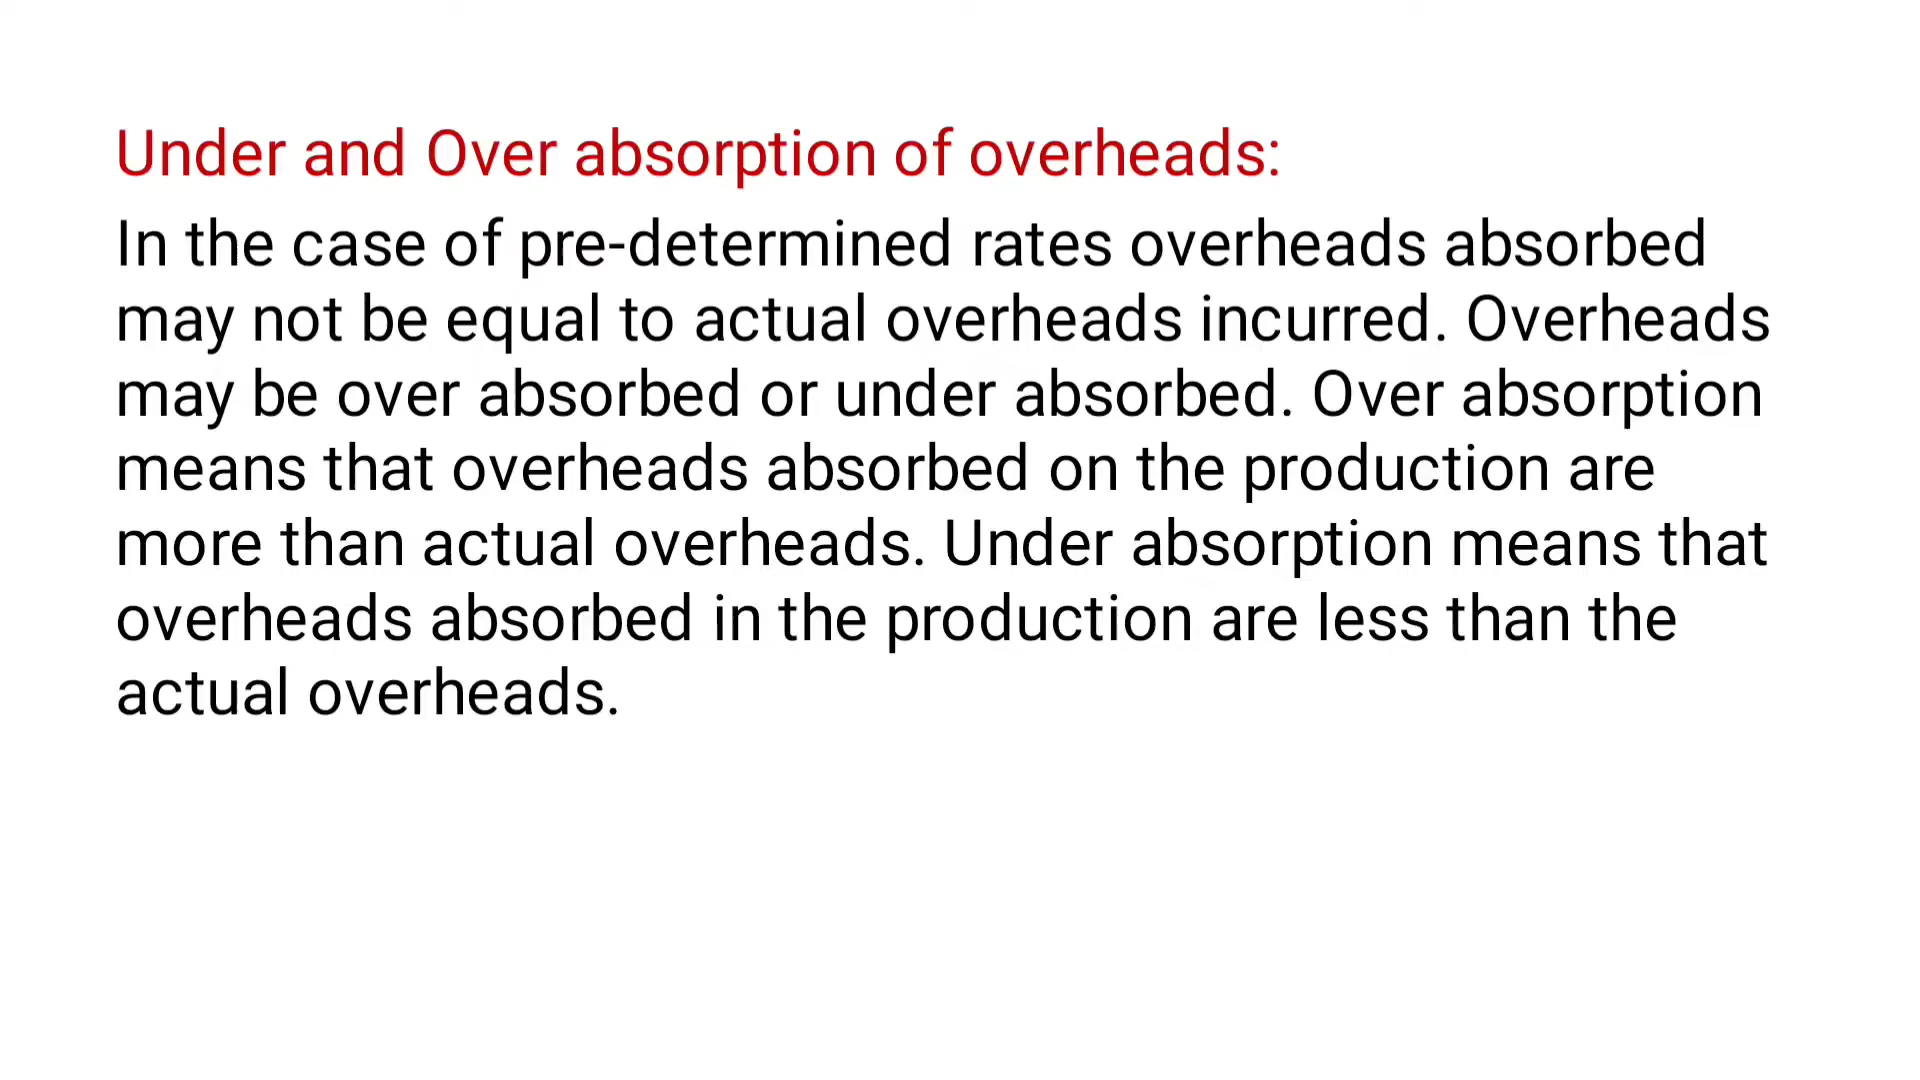 Under and Over absorption of overheads:
In the case of pre-determined rates overheads absorbed
may not be equal to actual overheads incurred. Overheads
may be over absorbed or under absorbed. Over absorption
means that overheads absorbed on the production are
more than actual overheads. Under absorption means that
overheads absorbed in the production are less than the
actual overheads.